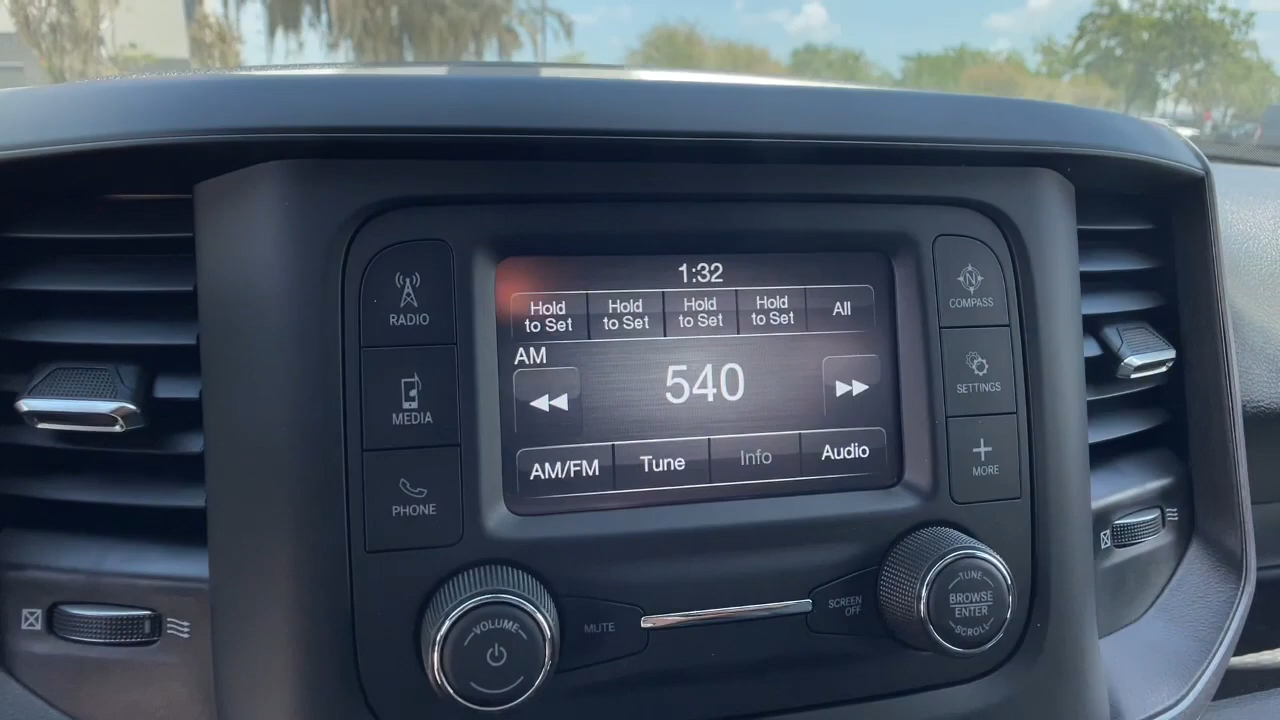 1:32
Hold
to Set
Hold
to Set
Hold
to Set
Hold
to Set
All
AM
540
AM/FM
Tune
Info
Audio
RADIO
MEDIA
PHONE
N
COMPASS
SETTINGS
MORE
VOLUME
MUTE
SCREEN
OFF
TUNE
BROWSE
ENTER
SCROLL